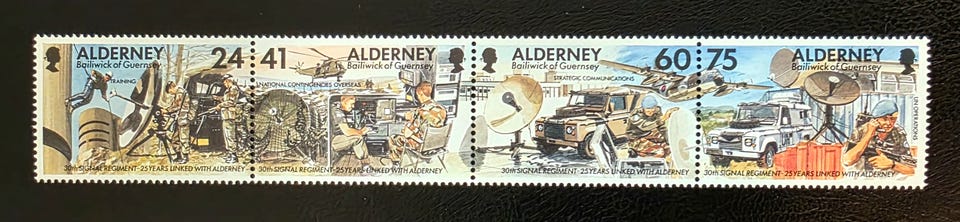 ALDERNEY 24
Bailiwick of Guernsey
TRAINING
30th SIGNAL REGIMENT-25 YEARS LINKED WITH ALDERNEY
41 ALDERNEY
Bailiwick of Guernsey
NATIONAL CONTINGENCIES OVERSEAS
30th SIGNAL REGIMENT-25 YEARS LINKED WITH ALDERNEY
ALDERNEY 60
Bailiwick of Guernsey
STRATEGIC COMMUNICATIONS
30th SIGNAL REGIMENT-25 YEARS LINKED WITH ALDERNEY
75 ALDERNEY
Bailiwick of Guernsey
UN OPERATIONS
30th SIGNAL REGIMENT-25 YEARS LINKED WITH ALDERNEY